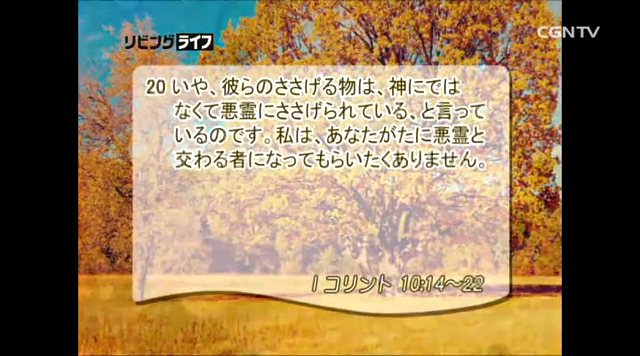 リビングライフ
CGNTV
20 いや、彼らのささげる物は、神にでは
なくて悪霊にささげられている、と言って
いるのです。私は、あなたがたに悪霊と
交わる者になってもらいたくありません。
I コリント 10:14〜22